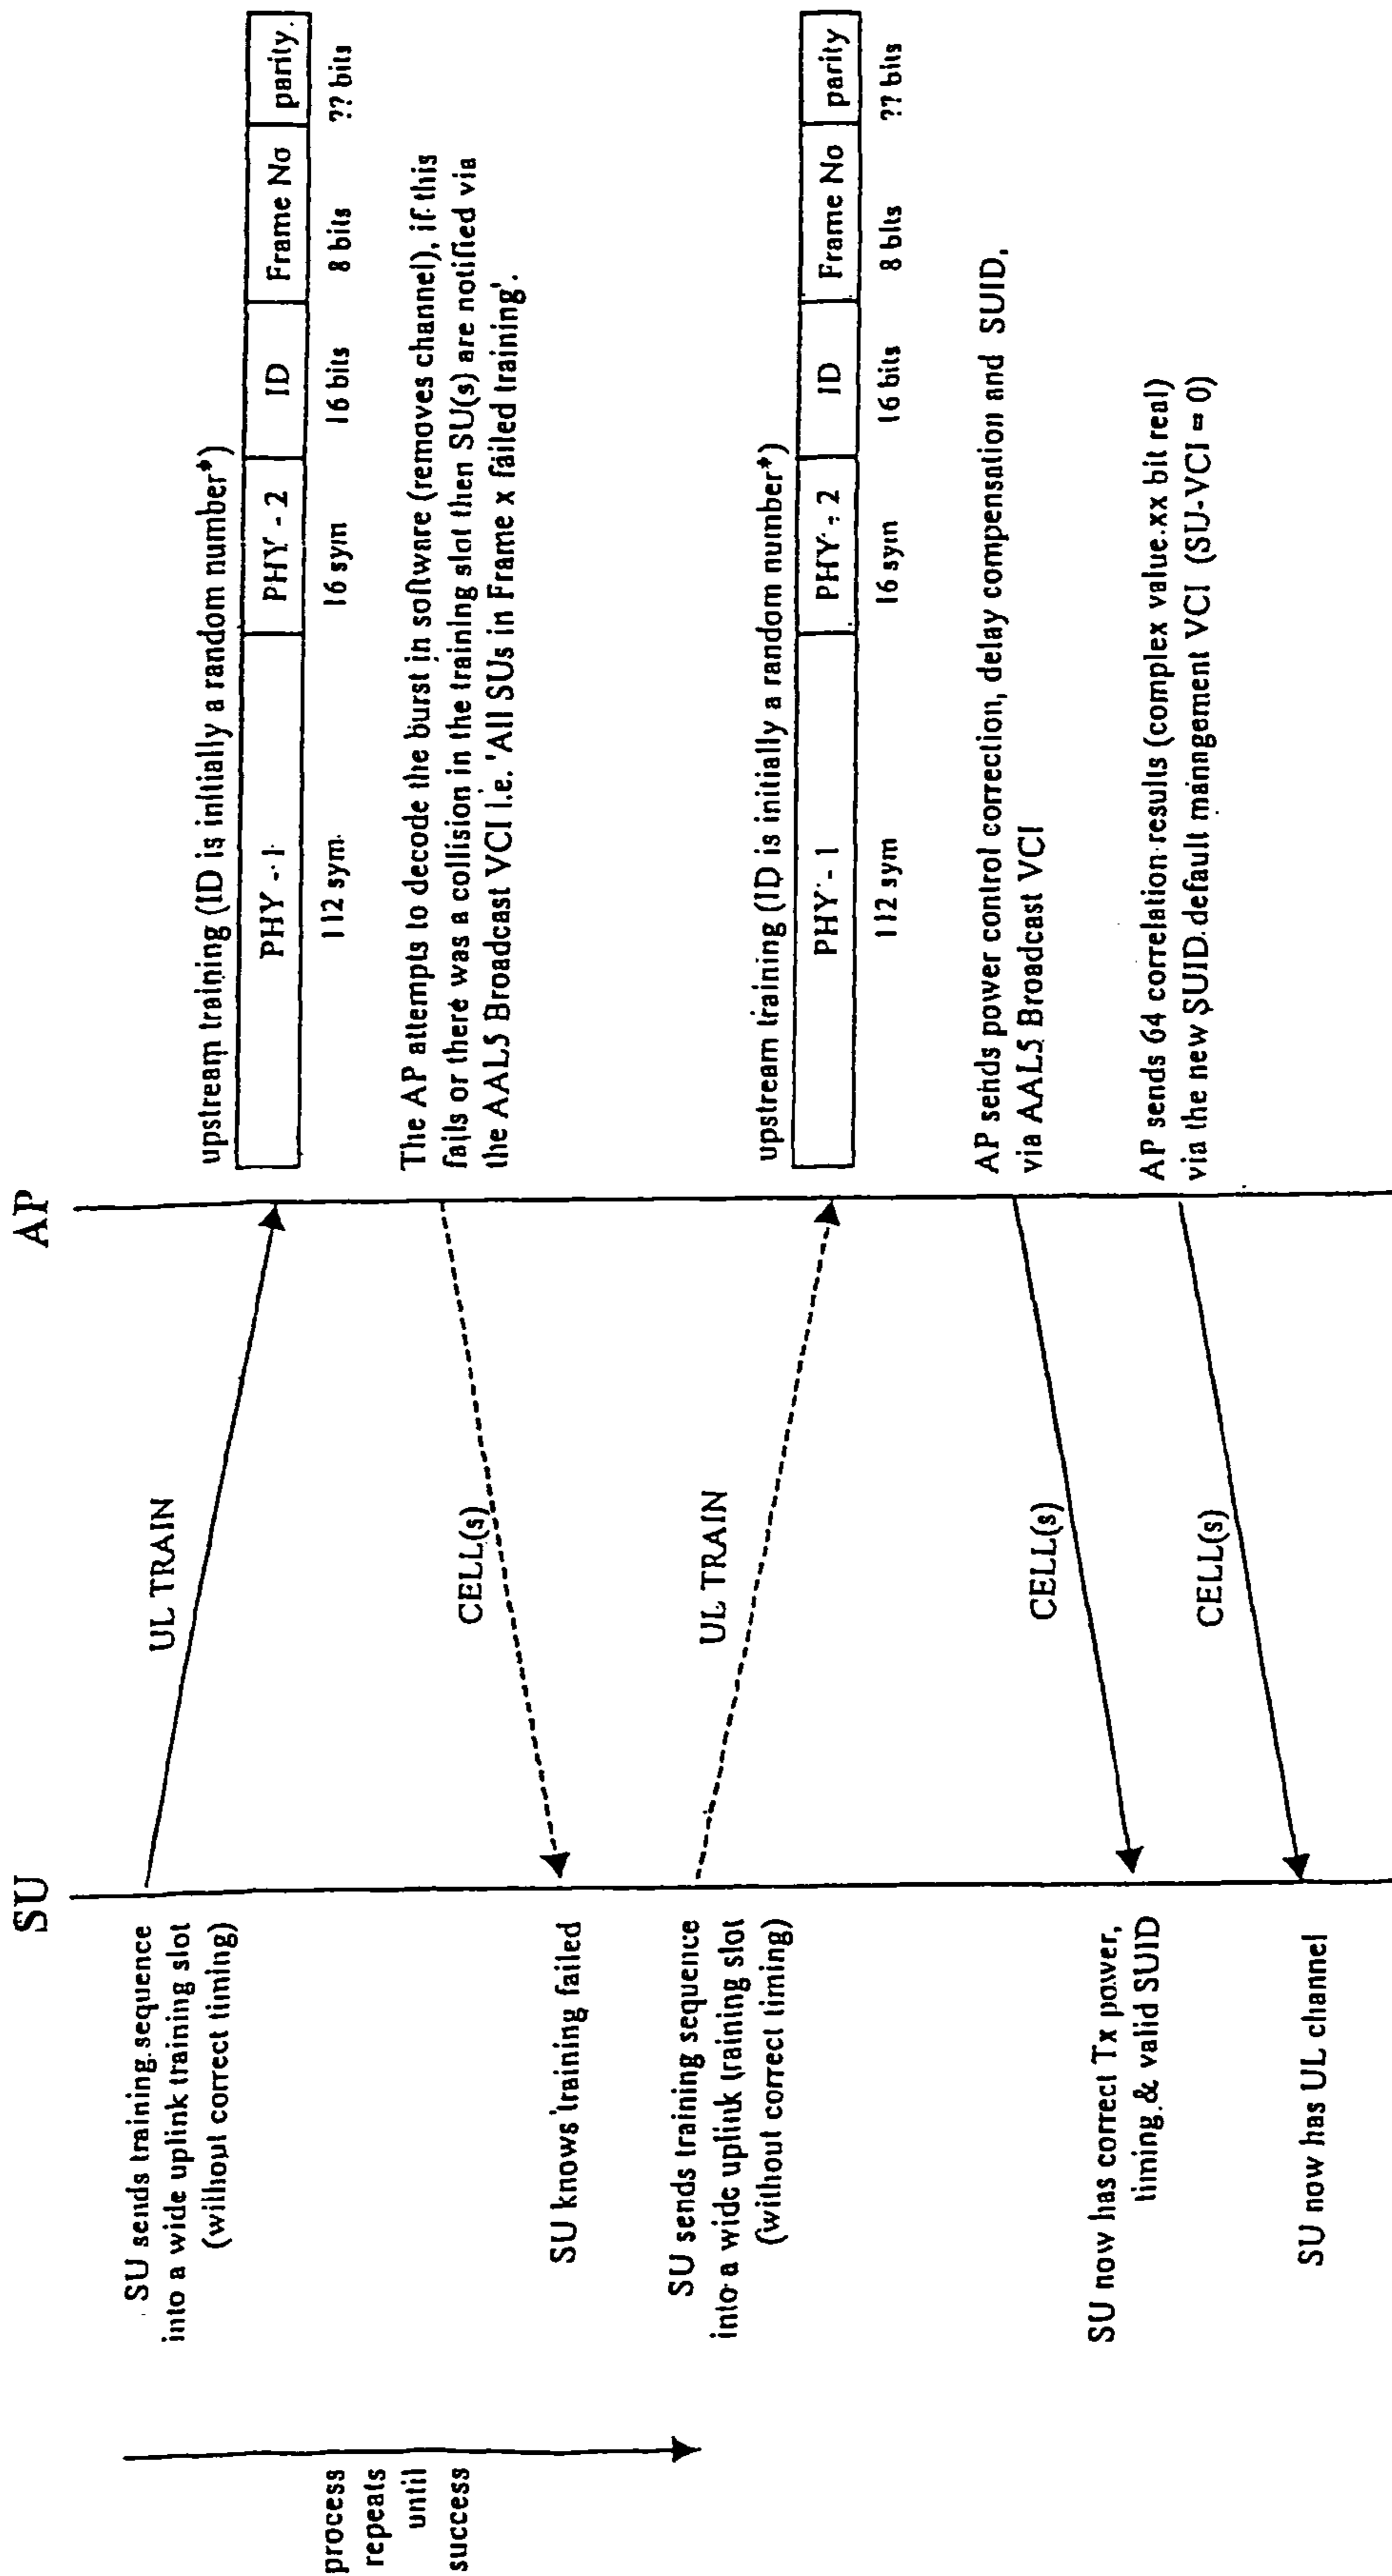 SU
AP
SU sends training sequence
into a wide uplink training slot
(without correct timing)
UL TRAIN
upstream training (ID is initially a random number*)
PHY - 1
PHY - 2
ID
Frame No
parity
112 sym
16 sym
16 bits
8 bits
?? bits
process
repeats
until
success
The AP attempts to decode the burst in software (removes channel), if this
fails or there was a collision in the training slot then SU(s) are notified via
the AAL5 Broadcast VCI i.e. 'All SUs in Frame x failed training'.
CELL(s)
SU knows training failed
SU sends training sequence
into a wide uplink training slot
(without correct timing)
UL TRAIN
upstream training (ID is initially a random number*)
PHY - 1
PHY - 2
ID
Frame No
parity
112 sym
16 sym
16 bits
8 bits
?? bits
AP sends power control correction, delay compensation and SUID,
via AAL5 Broadcast VCI
CELL(s)
SU now has correct Tx power,
timing & valid SUID
AP sends 64 correlation results (complex value xx bit real)
via the new SUID default management VCI (SU-VCI = 0)
CELL(s)
SU now has UL channel